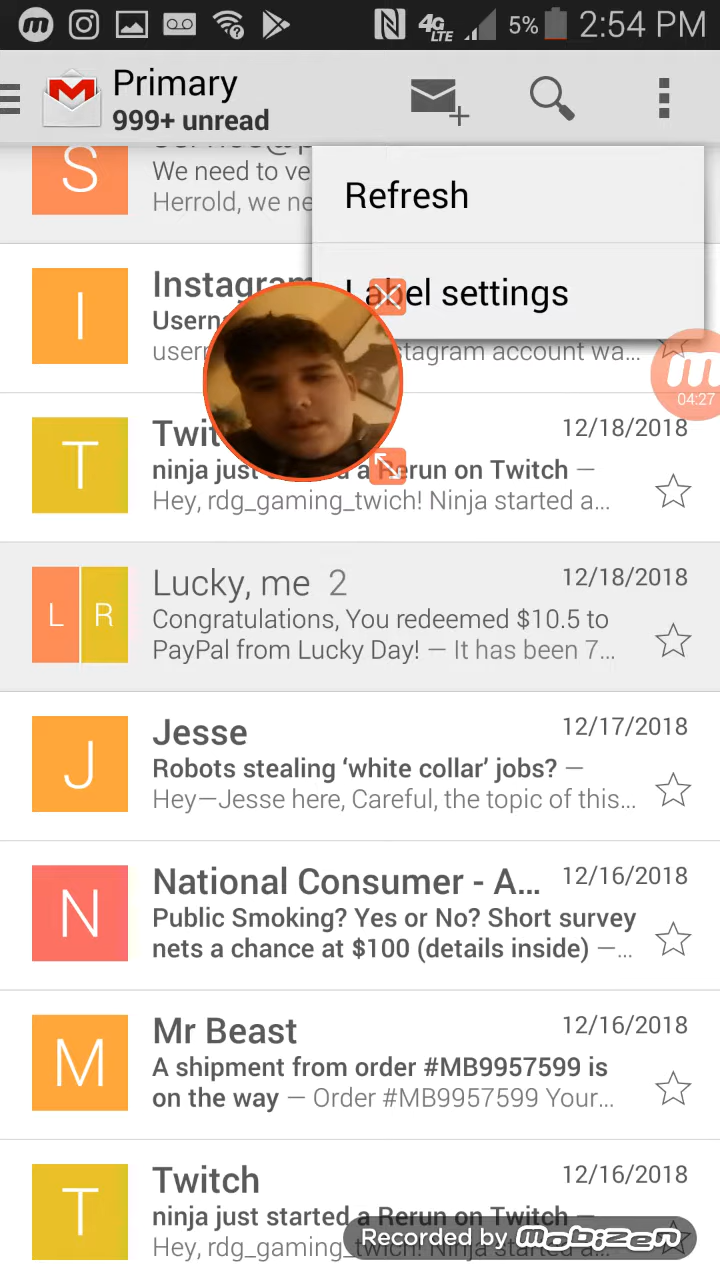 5% 2:54 PM
4G LTE
Primary
999+ unread
S
We need to ve
Herrold, we ne
Refresh
Label settings
I
Instagram
Userna
user
stagram account wa...
04:27
T
Twit
12/18/2018
ninja just
a Rerun on Twitch –
Hey, rdg_gaming_twich! Ninja started a...
L R
Lucky, me 2
12/18/2018
Congratulations, You redeemed $10.5 to
PayPal from Lucky Day! – It has been 7...
J
Jesse
12/17/2018
Robots stealing ‘white collar’ jobs? –
Hey—Jesse here, Careful, the topic of this...
N
National Consumer - A...
12/16/2018
Public Smoking? Yes or No? Short survey
nets a chance at $100 (details inside) –...
M
Mr Beast
12/16/2018
A shipment from order #MB9957599 is
on the way – Order #MB9957599 Your...
T
Twitch
12/16/2018
ninja just started a Rerun on Twitch –
Hey, rdg_gaming_twich! Ninja started a...
Recorded by mobizen